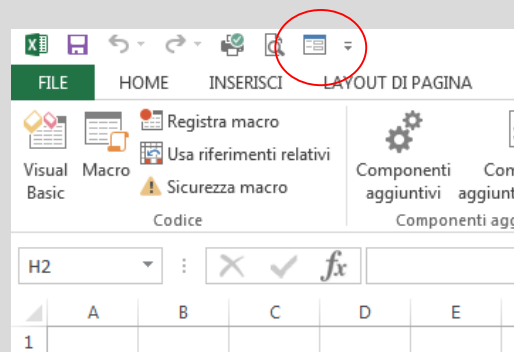 FILE HOME INSERISCI LAYOUT DI PAGINA
Visual Basic
Macro
Registra macro
Usa riferimenti relativi
Sicurezza macro
Componenti aggiuntivi
Codice
H2
fx
A B C D E
1